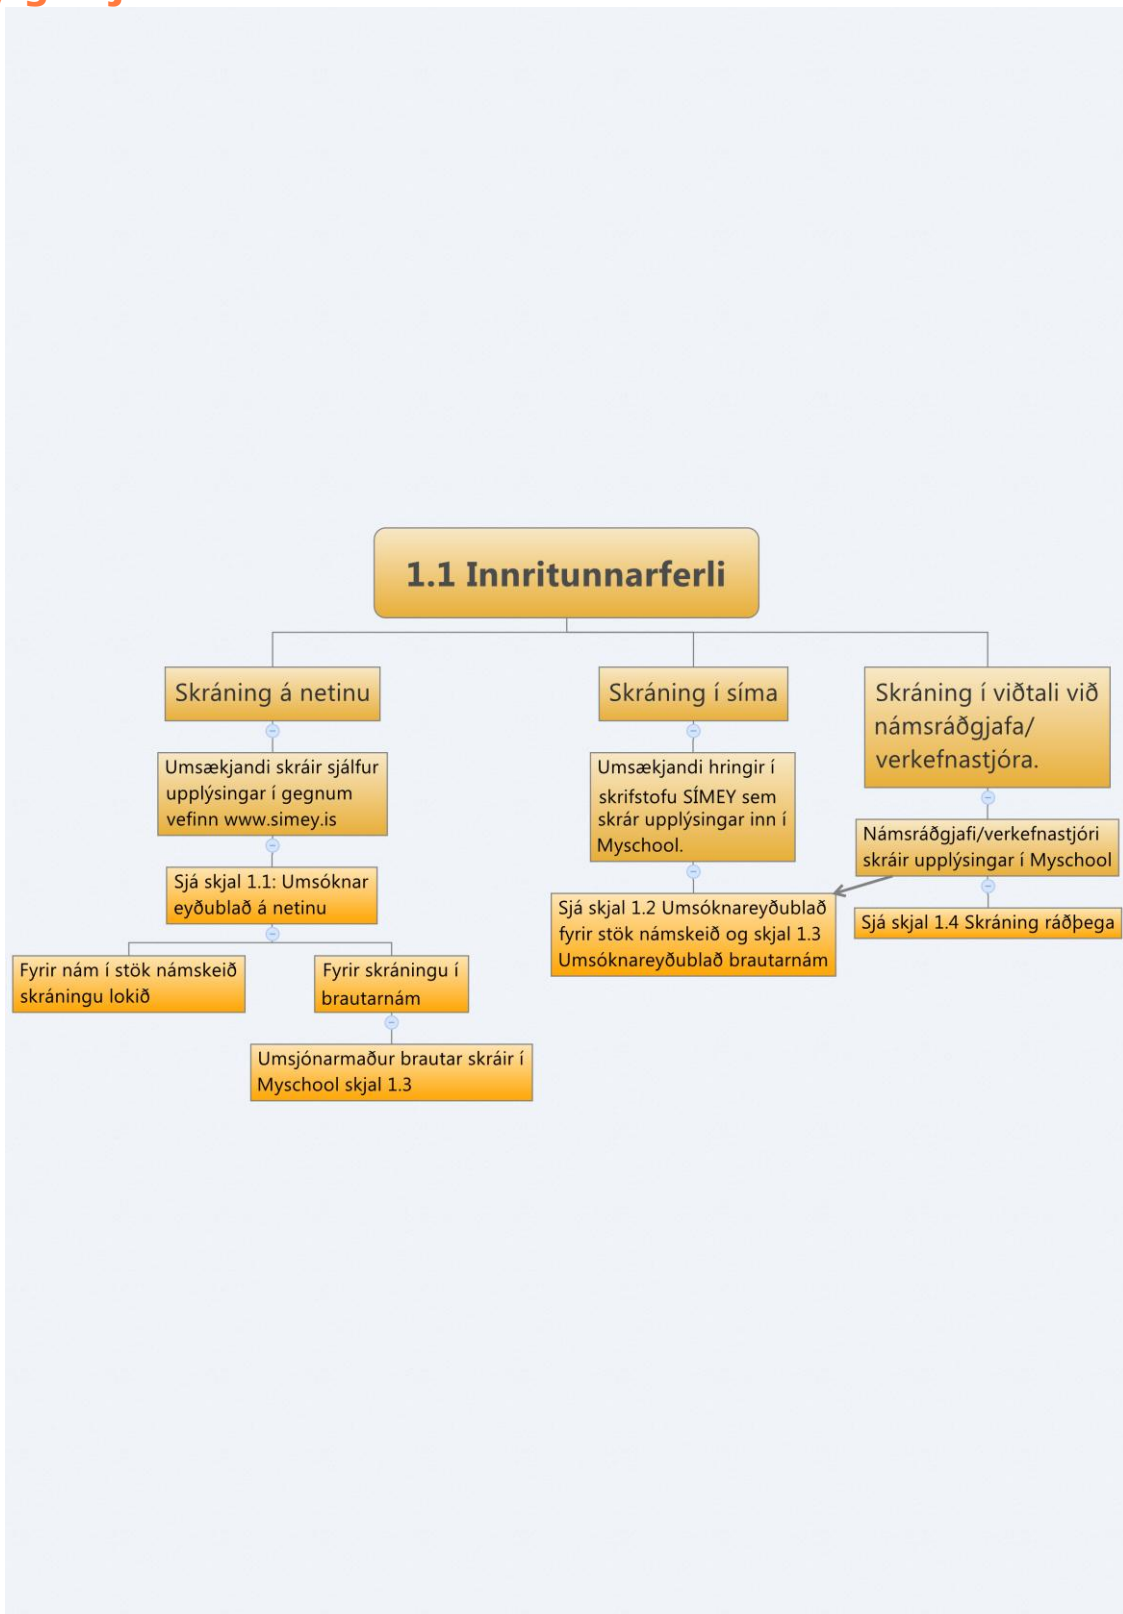 1.1 Innritunnarferli
Skráning á netinu
Umsækjandi skráir sjálfur
upplýsingar í gegnum
vefinn www.simey.is
Sjá skjal 1.1: Umsóknar
eyðublað á netinu
Fyrir nám í stök námskeið
skráningu lokið
Fyrir skráningu í
brautarnám
Umsjónarmaður brautar skráir í
Myschool skjal 1.3
Skráning í síma
Umsækjandi hringir í
skrifstofu SÍMEY sem
skrár upplýsingar inn í
Myschool.
Sjá skjal 1.2 Umsóknareyðublað
fyrir stök námskeið og skjal 1.3
Umsóknareyðublað brautarnám
Skráning í viðtali við
námsráðgjafa/
verkefnastjóra.
Námsráðgjafi/verkefnastjóri
skráir upplýsingar í Myschool
Sjá skjal 1.4 Skráning ráðþega